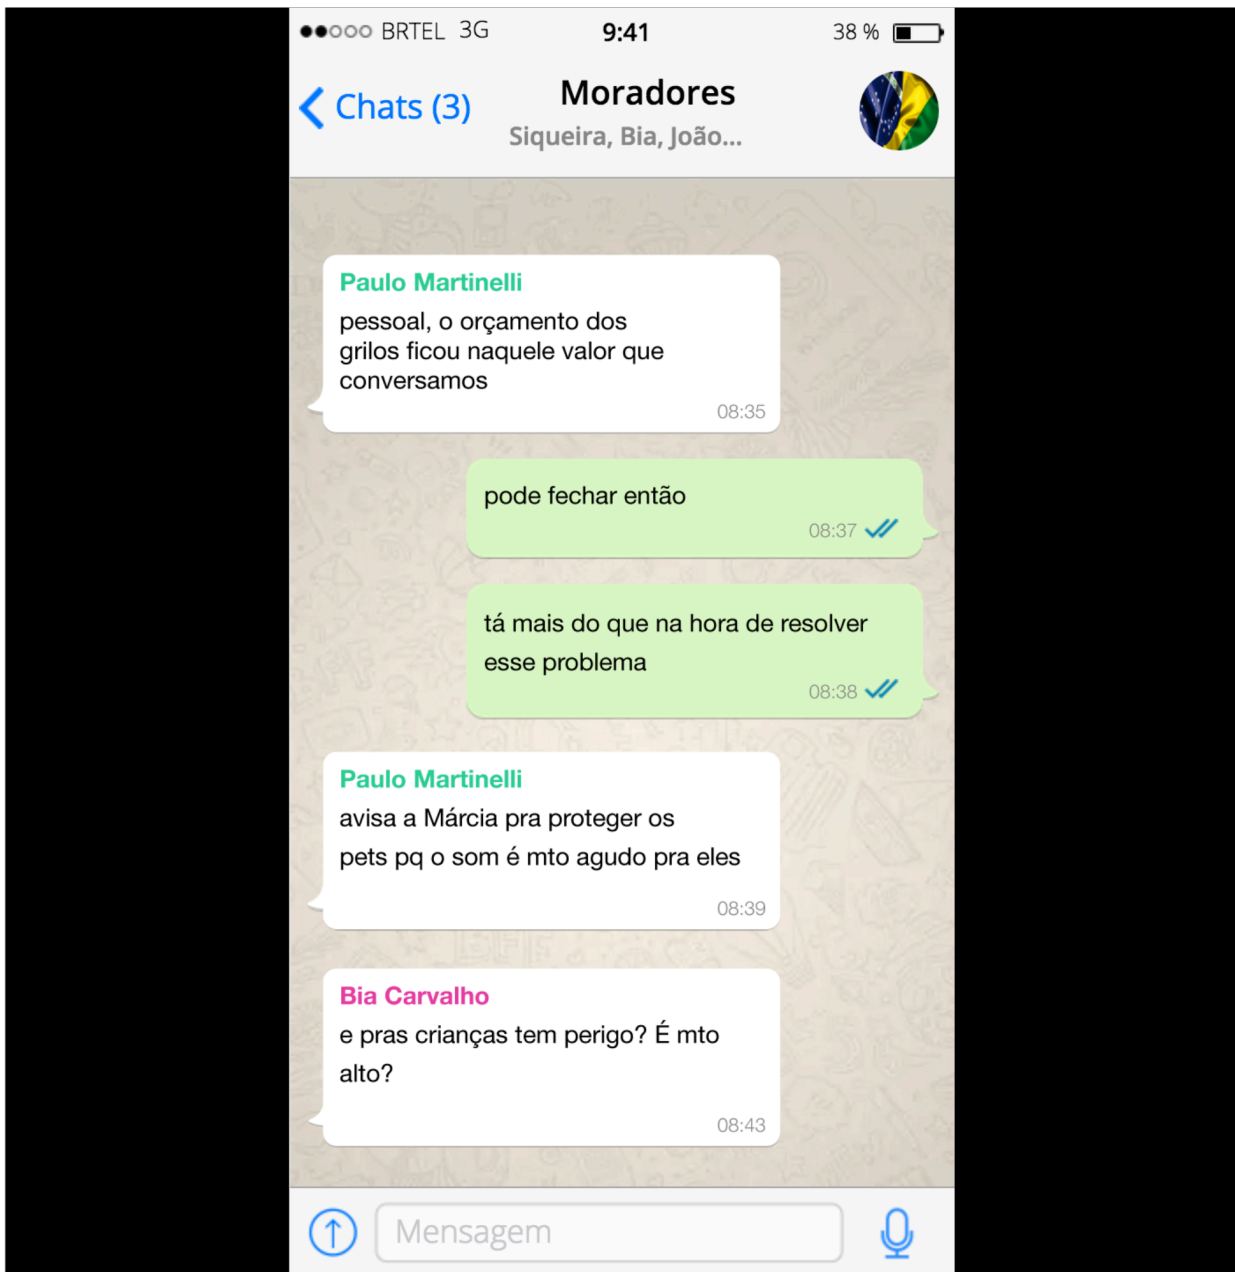 BRTEL 3G 9:41 38 %
Chats (3) Moradores
Siqueira, Bia, João...
Paulo Martinelli
pessoal, o orçamento dos
grilos ficou naquele valor que
conversamos
08:35
pode fechar então
08:37
tá mais do que na hora de resolver
esse problema
08:38
Paulo Martinelli
avisa a Márcia pra proteger os
pets pq o som é mto agudo pra eles
08:39
Bia Carvalho
e pras crianças tem perigo? É mto
alto?
08:43
Mensagem